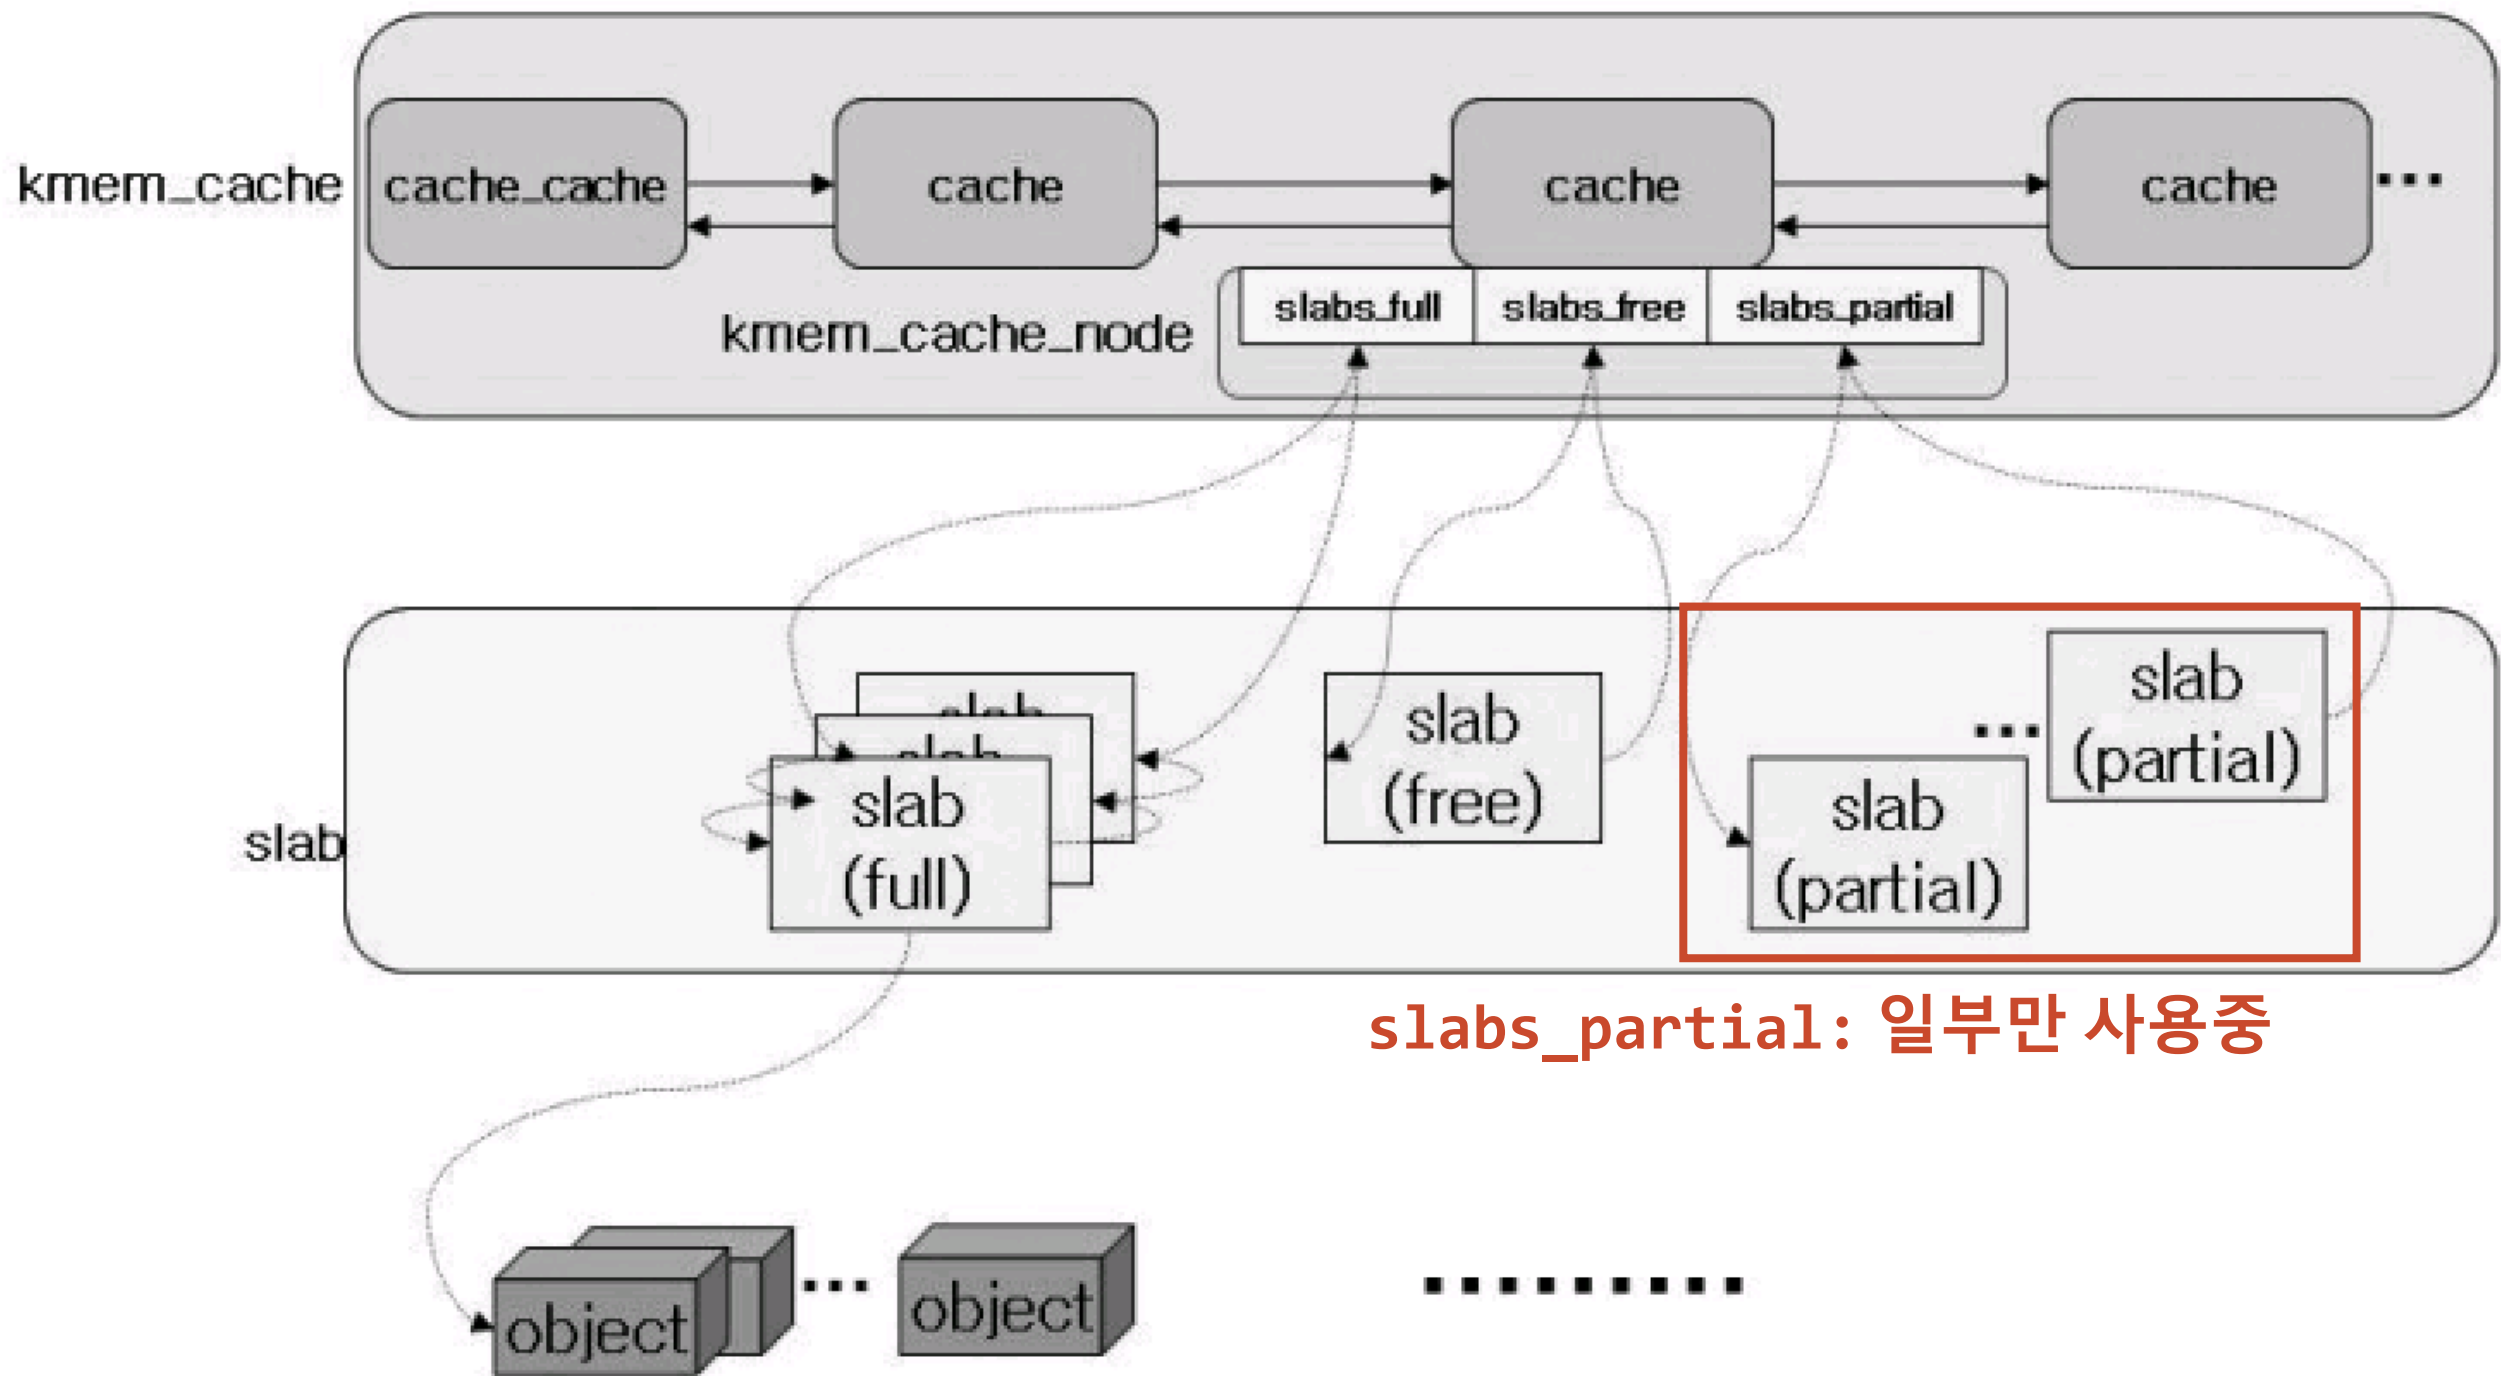 kmem_cache
cache_cache
cache
cache
cache
...
kmem_cache_node
slabs_full
slabs_free
slabs_partial
slab
slab
slab
slab
(full)
slab
(free)
slab
(partial)
...
slab
(partial)
slabs_partial: 일부만 사용중
object
...
object
.........